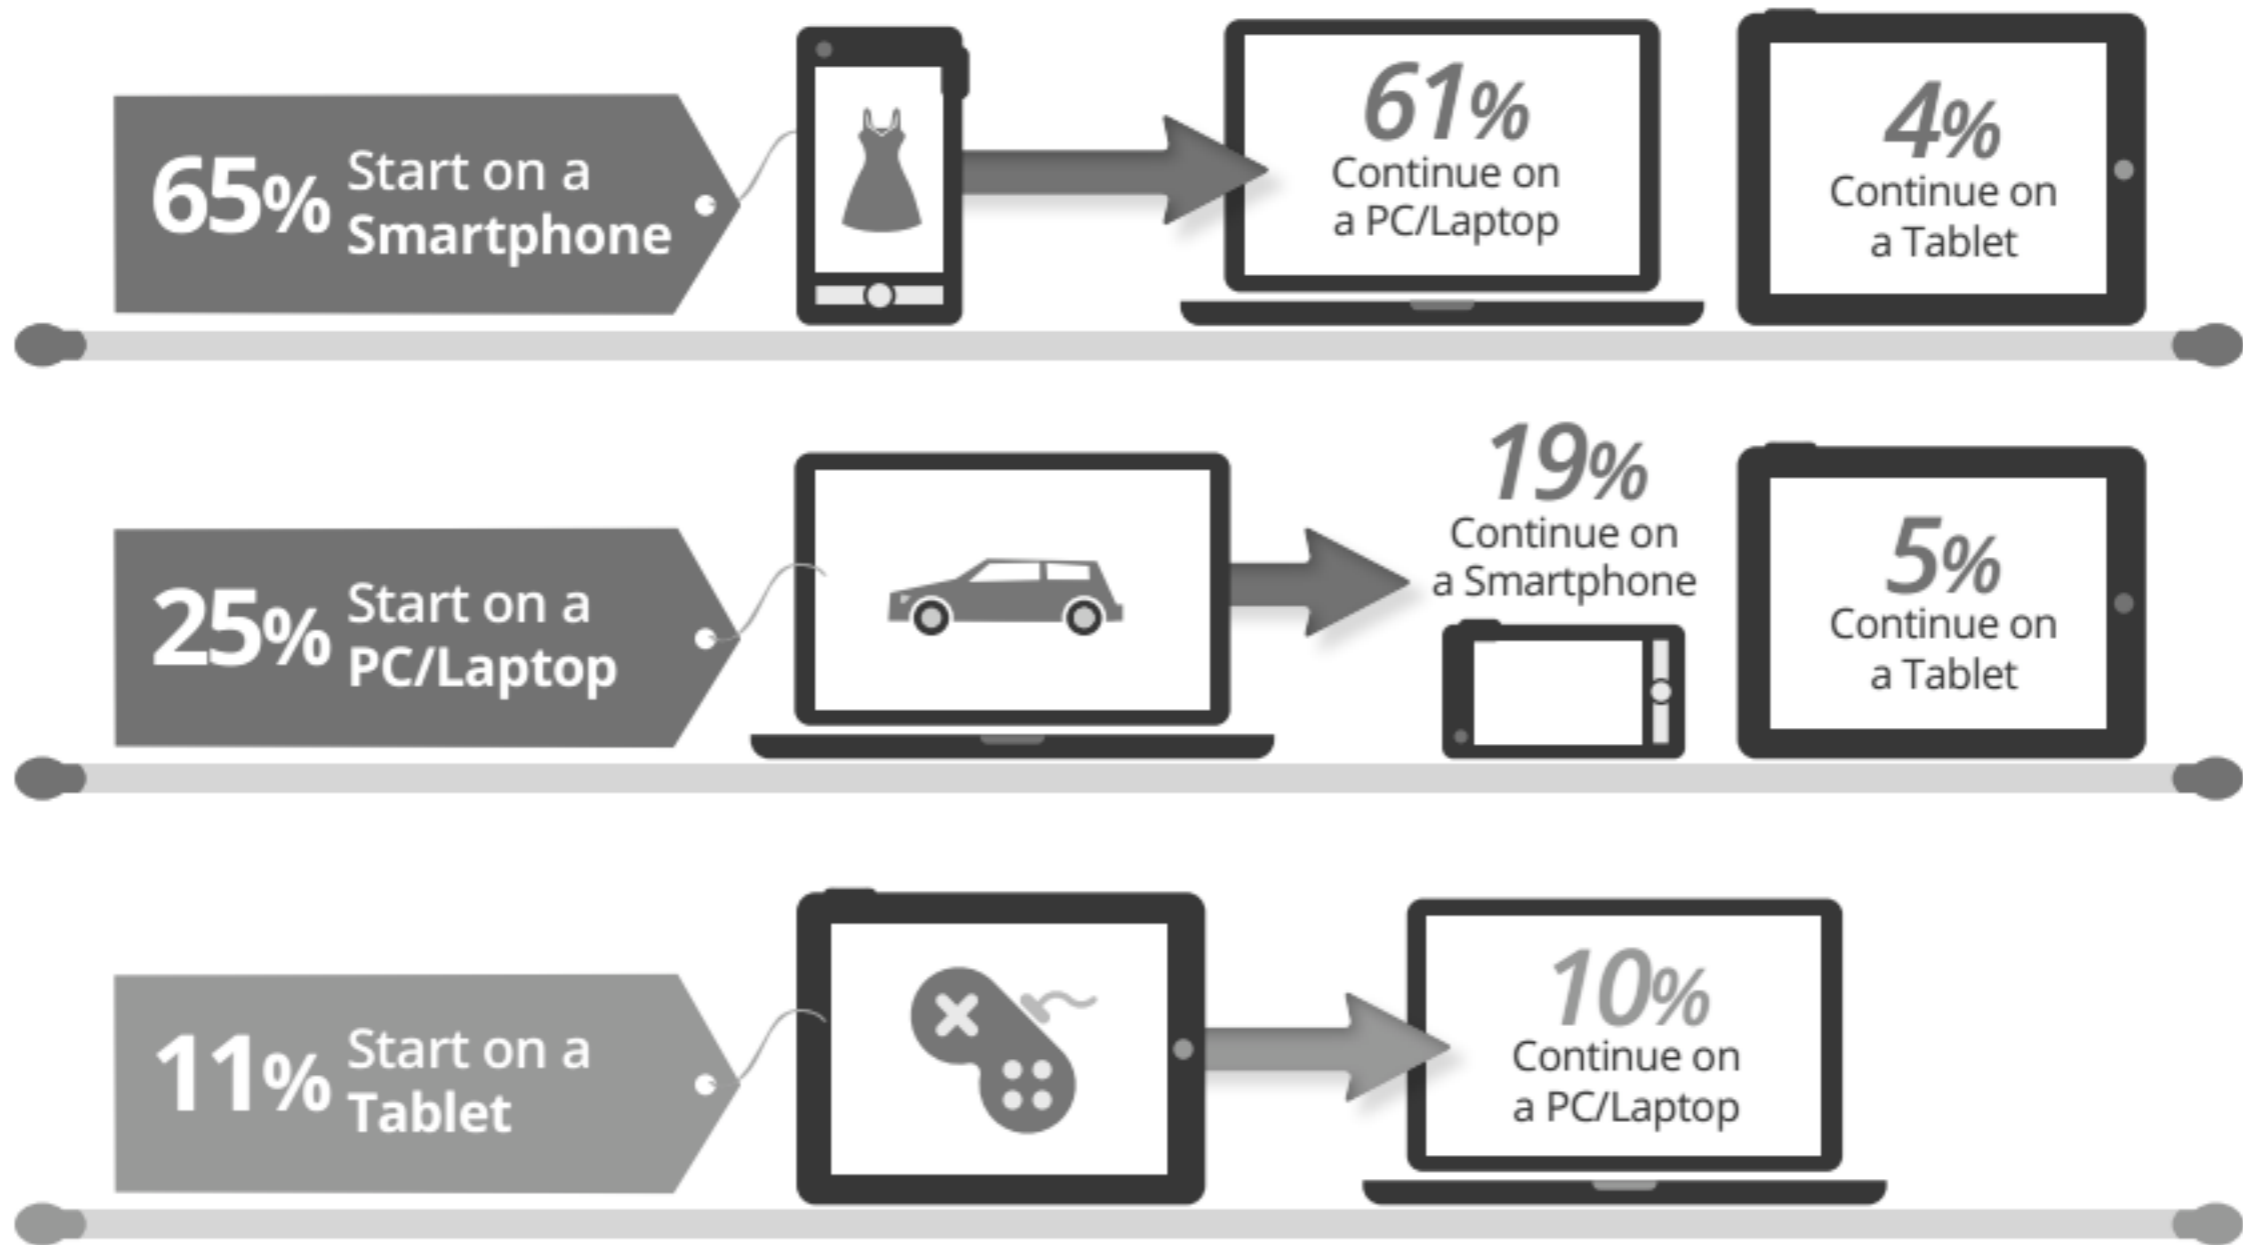 65% Start on a
Smartphone
61%
Continue on
a PC/Laptop
4%
Continue on
a Tablet
25% Start on a
PC/Laptop
19%
Continue on
a Smartphone
5%
Continue on
a Tablet
11% Start on a
Tablet
10%
Continue on
a PC/Laptop